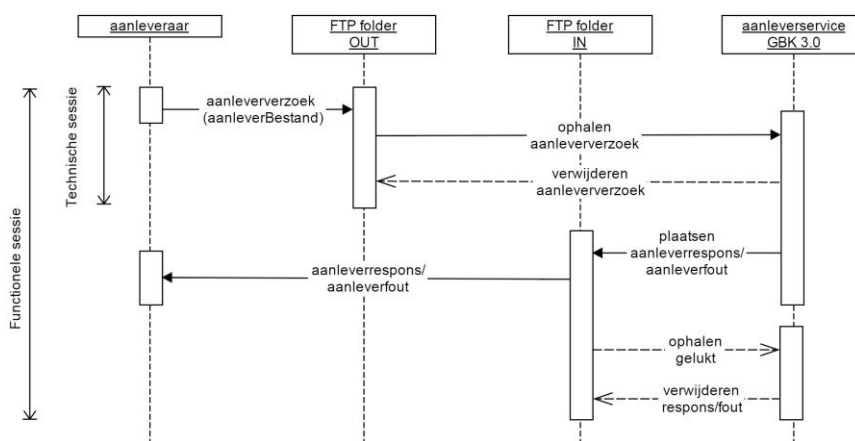 aanleveraar
FTP folder
OUT
FTP folder
IN
aanleverservice
GBK 3.0
Functionele sessie
Technische sessie
aanleververzoek
(aanleverBestand)
ophalen
aanleververzoek
verwijderen
aanleververzoek
plaatsen
aanleverrespons/
aanleverfout
aanleverrespons/
aanleverfout
ophalen
gelukt
verwijderen
respons/fout